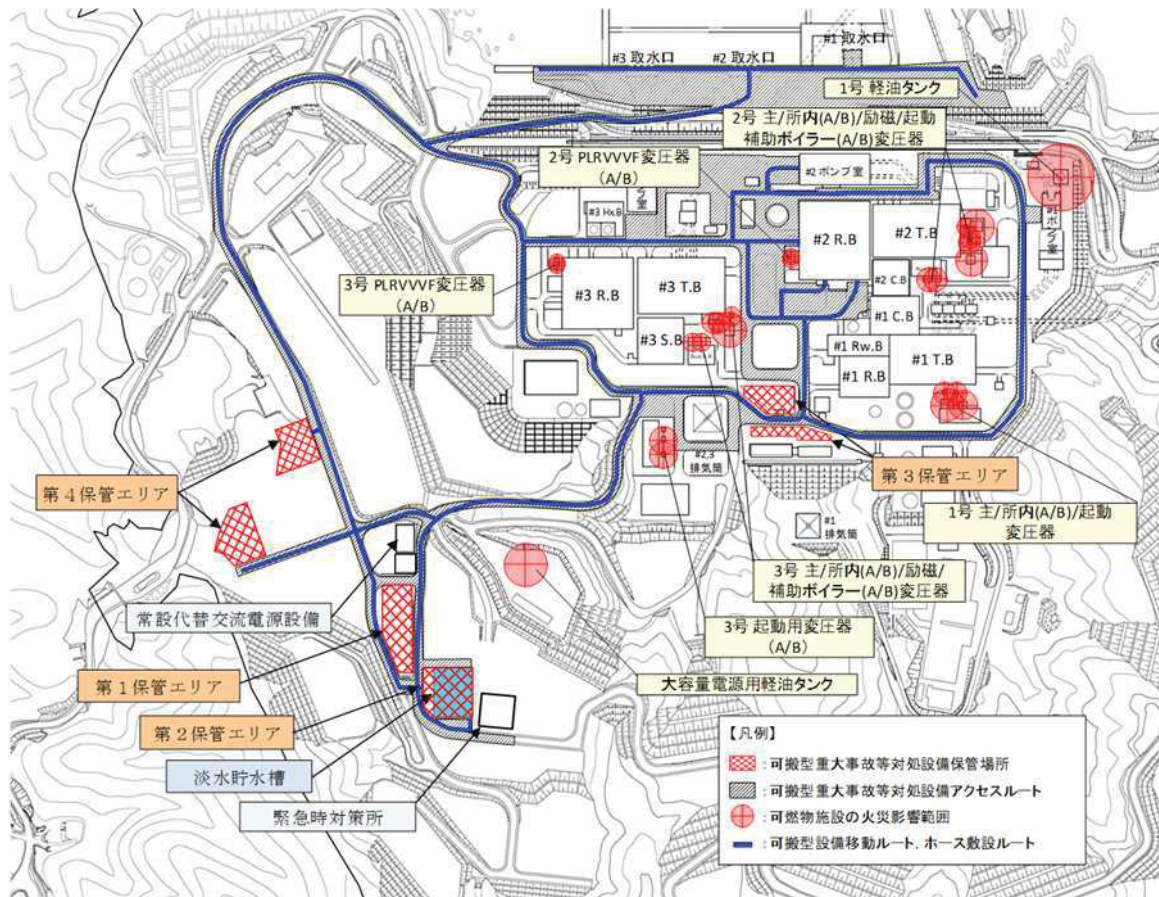 #3 取水口
#2 取水口
#1 取水口
1号 軽油タンク
2号 主/所内(A/B)/励磁/起動
補助ボイラー(A/B)変圧器
2号 PLRVVVF変圧器
(A/B)
#2 ポンプ室
#3 Hx.B
#2 R.B
#2 T.B
#1 ポンプ室
3号 PLRVVVF変圧器
(A/B)
#3 R.B
#3 T.B
#2 C.B
#1 C.B
#3 S.B
#1 Rw.B
#1 R.B
#1 T.B
#2,3
排気筒
第3保管エリア
第4保管エリア
1号 主/所内(A/B)/起動
変圧器
#1
排気筒
3号 主/所内(A/B)/励磁/
補助ボイラー(A/B)変圧器
常設代替交流電源設備
3号 起動用変圧器
(A/B)
第1保管エリア
大容量電源用軽油タンク
第2保管エリア
淡水貯水槽
緊急時対策所
【凡例】
:可搬型重大事故等対処設備保管場所
:可搬型重大事故等対処設備アクセスルート
:可燃物施設の火災影響範囲
:可搬型設備移動ルート、ホース敷設ルート